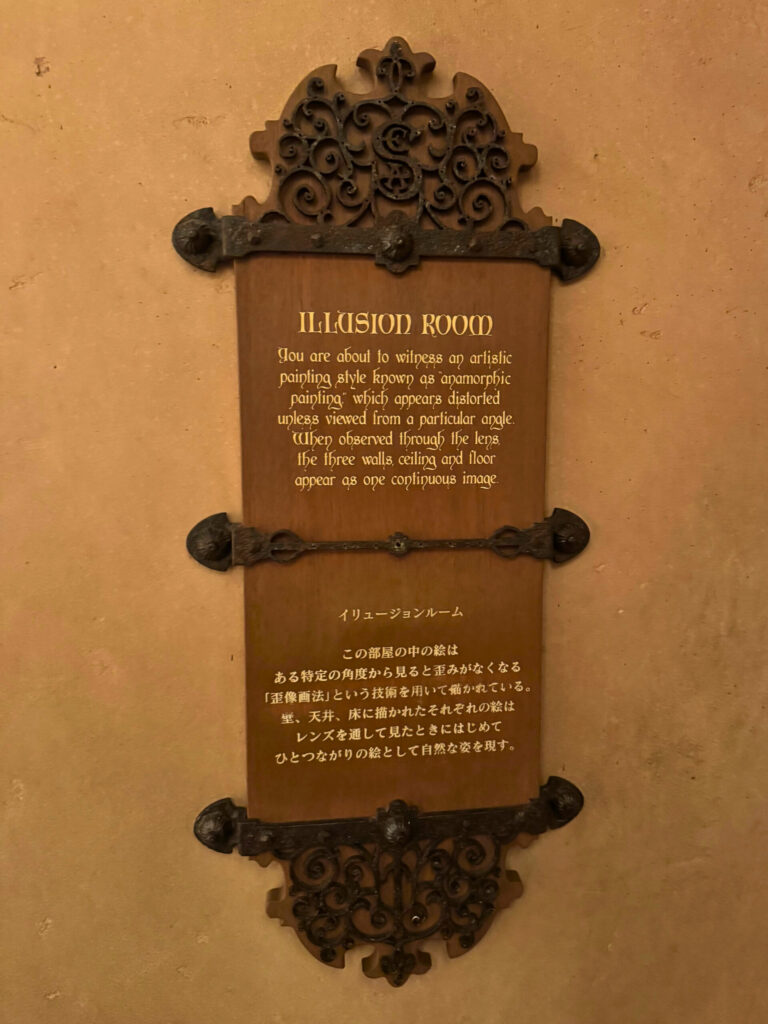 ILLUSION ROOM
You are about to witness an artistic
painting style known as "anamorphic
painting," which appears distorted
unless viewed from a particular angle.
When observed through the lens,
the three walls, ceiling and floor
appear as one continuous image.
イリュージョンルーム
この部屋の中の絵は
ある特定の角度から見ると歪みがなくなる
「歪像画法」という技術を用いて描かれている。
壁、天井、床に描かれたそれぞれの絵は
レンズを通して見たときにはじめて
ひとつながりの絵として自然な姿を現す。